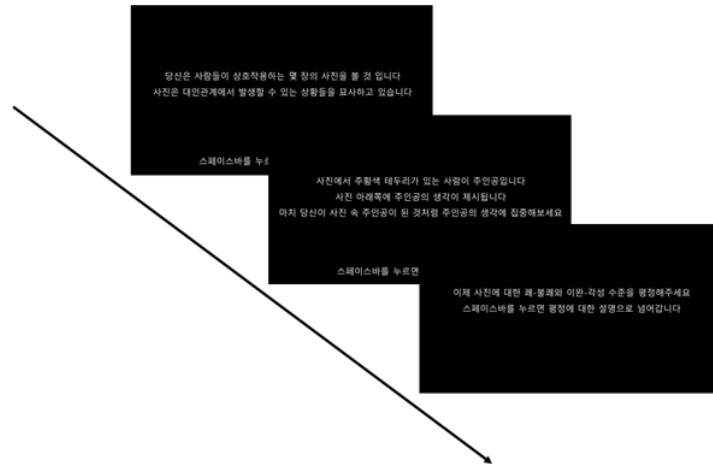 당신은 사람들이 상호작용하는 몇 장의 사진을 볼 것 입니다
사진은 대인관계에서 발생할 수 있는 상황들을 묘사하고 있습니다
스페이스바를 누르
사진에서 주황색 테두리가 있는 사람이 주인공입니다
사진 아래쪽에 주인공의 생각이 제시됩니다
마치 당신이 사진 속 주인공이 된 것처럼 주인공의 생각에 집중해보세요
스페이스바를 누르면
이제 사진에 대한 쾌-불쾌와 이완-각성 수준을 평정해주세요
스페이스바를 누르면 평정에 대한 설명으로 넘어갑니다